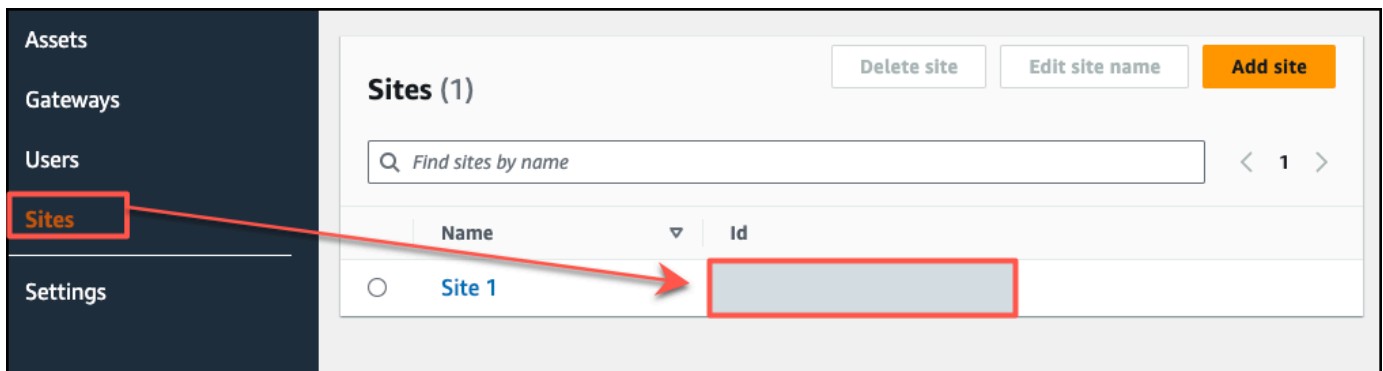 Assets
Gateways
Users
Sites
Settings
Sites (1)
Delete site Edit site name Add site
Find sites by name
1
Name Id
Site 1